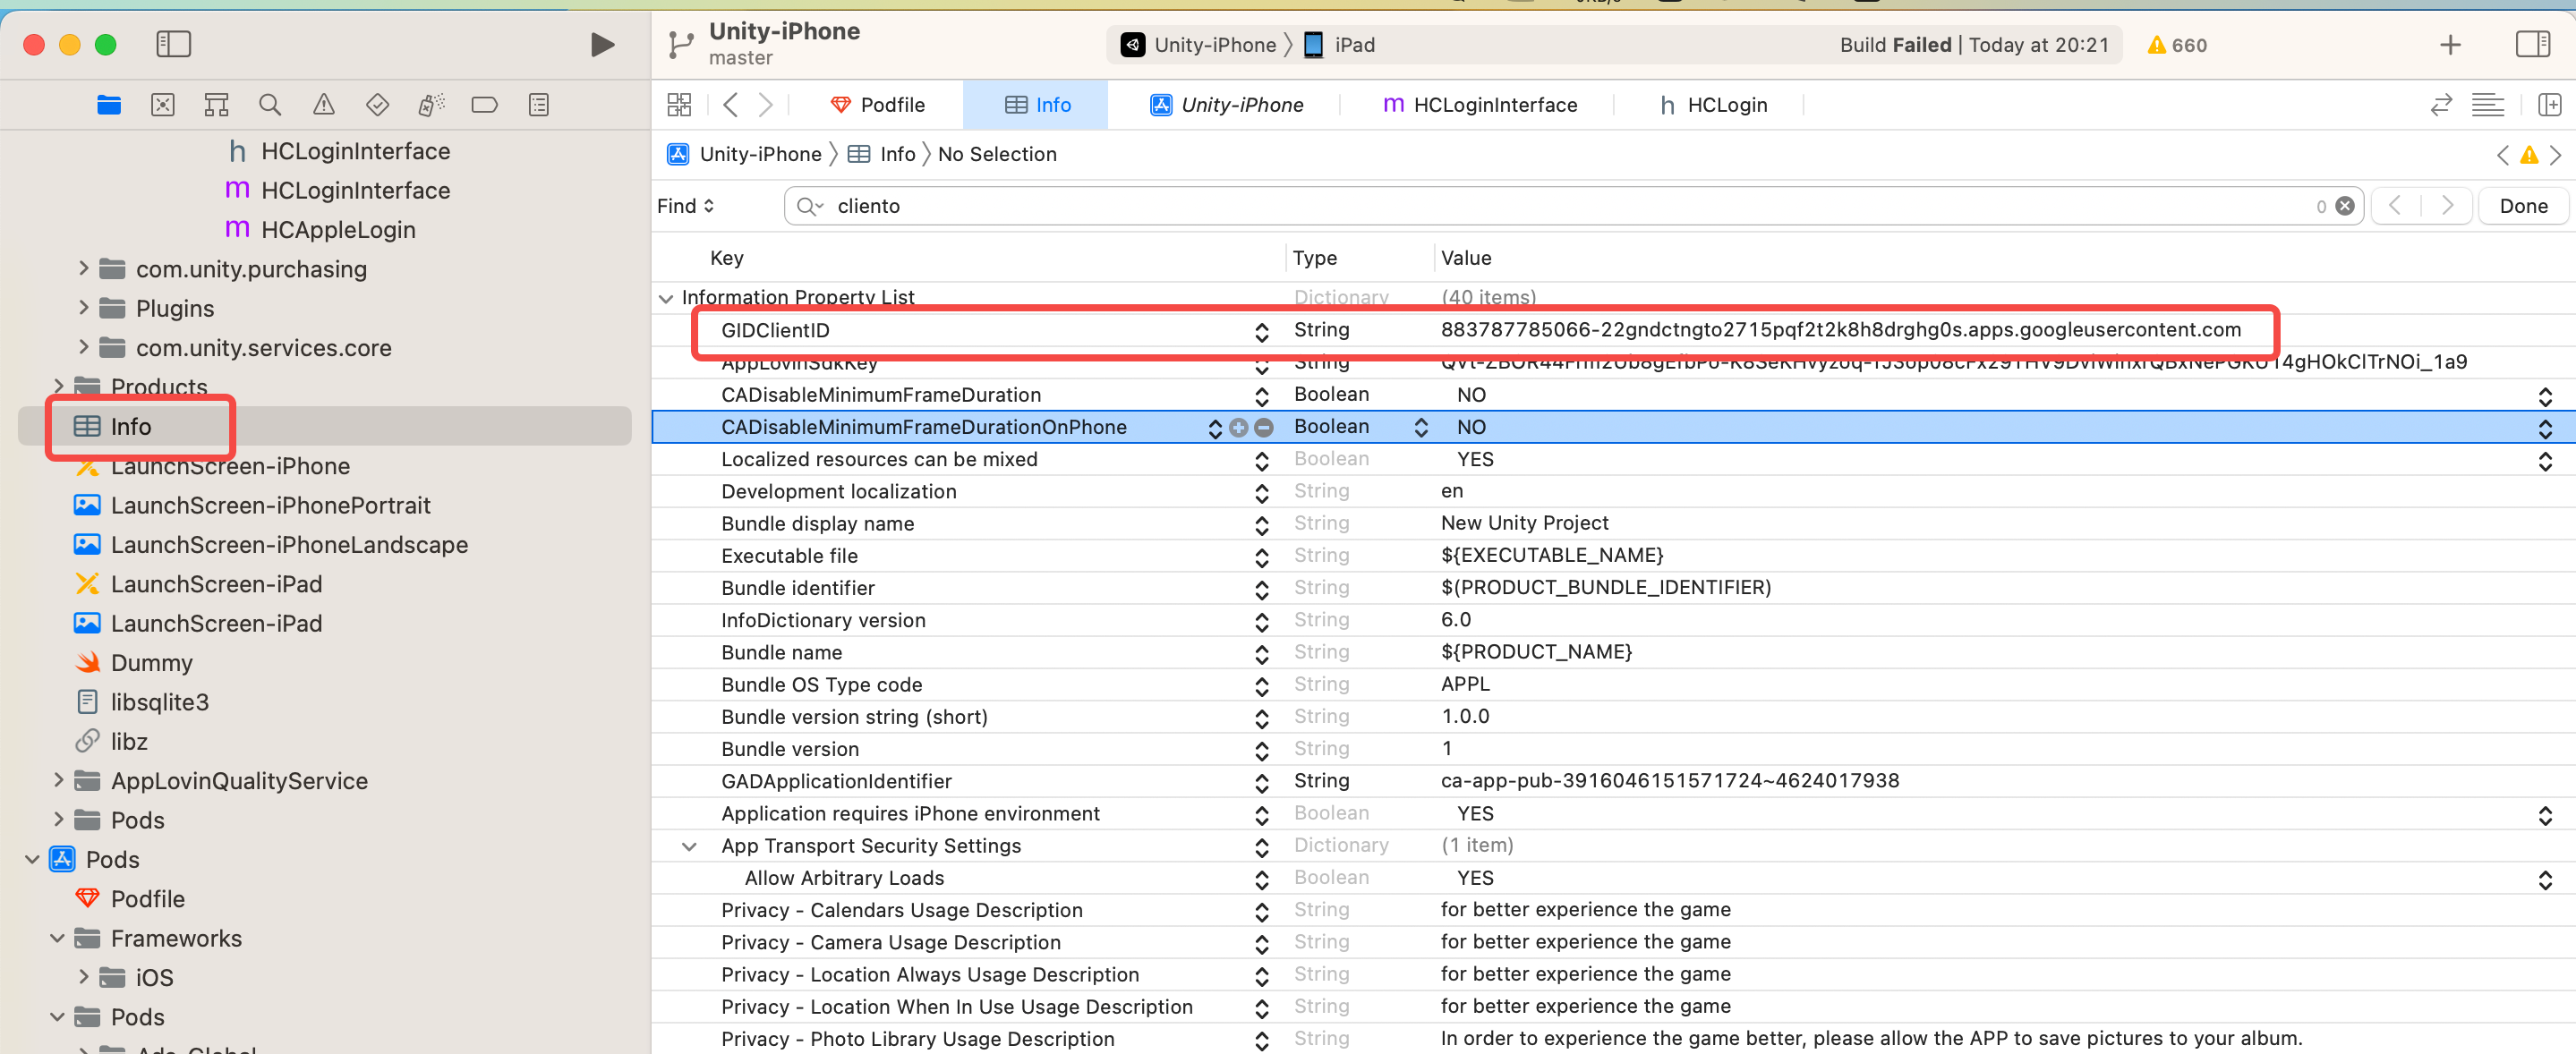 Unity-iPhone
master
Unity-iPhone 〉 iPad
Build Failed | Today at 20:21
660
Podfile
Info
Unity-iPhone
m HCLoginInterface
h HCLogin
Unity-iPhone 〉 Info 〉 No Selection
Find
cliento
0
Done
h HCLoginInterface
m HCLoginInterface
m HCAppleLogin
com.unity.purchasing
Plugins
com.unity.services.core
Products
Info
LaunchScreen-iPhone
LaunchScreen-iPhonePortrait
LaunchScreen-iPhoneLandscape
LaunchScreen-iPad
LaunchScreen-iPad
Dummy
libsqlite3
libz
AppLovinQualityService
Pods
Pods
Podfile
Frameworks
iOS
Pods
Key Type Value
Information Property List Dictionary (40 items)
GIDClientID String 883787785066-22gndctngto2715pqf2t2k8h8drghg0s.apps.googleusercontent.com
AppLovinSdkKey String
CADisableMinimumFrameDuration Boolean NO
CADisableMinimumFrameDurationOnPhone Boolean NO
Localized resources can be mixed Boolean YES
Development localization String en
Bundle display name String New Unity Project
Executable file String ${EXECUTABLE_NAME}
Bundle identifier String $(PRODUCT_BUNDLE_IDENTIFIER)
InfoDictionary version String 6.0
Bundle name String ${PRODUCT_NAME}
Bundle OS Type code String APPL
Bundle version string (short) String 1.0.0
Bundle version String 1
GADApplicationIdentifier String ca-app-pub-3916046151571724~4624017938
Application requires iPhone environment Boolean YES
App Transport Security Settings Dictionary (1 item)
Allow Arbitrary Loads Boolean YES
Privacy - Calendars Usage Description String for better experience the game
Privacy - Camera Usage Description String for better experience the game
Privacy - Location Always Usage Description String for better experience the game
Privacy - Location When In Use Usage Description String for better experience the game
Privacy - Photo Library Usage Description String In order to experience the game better, please allow the APP to save pictures to your album.